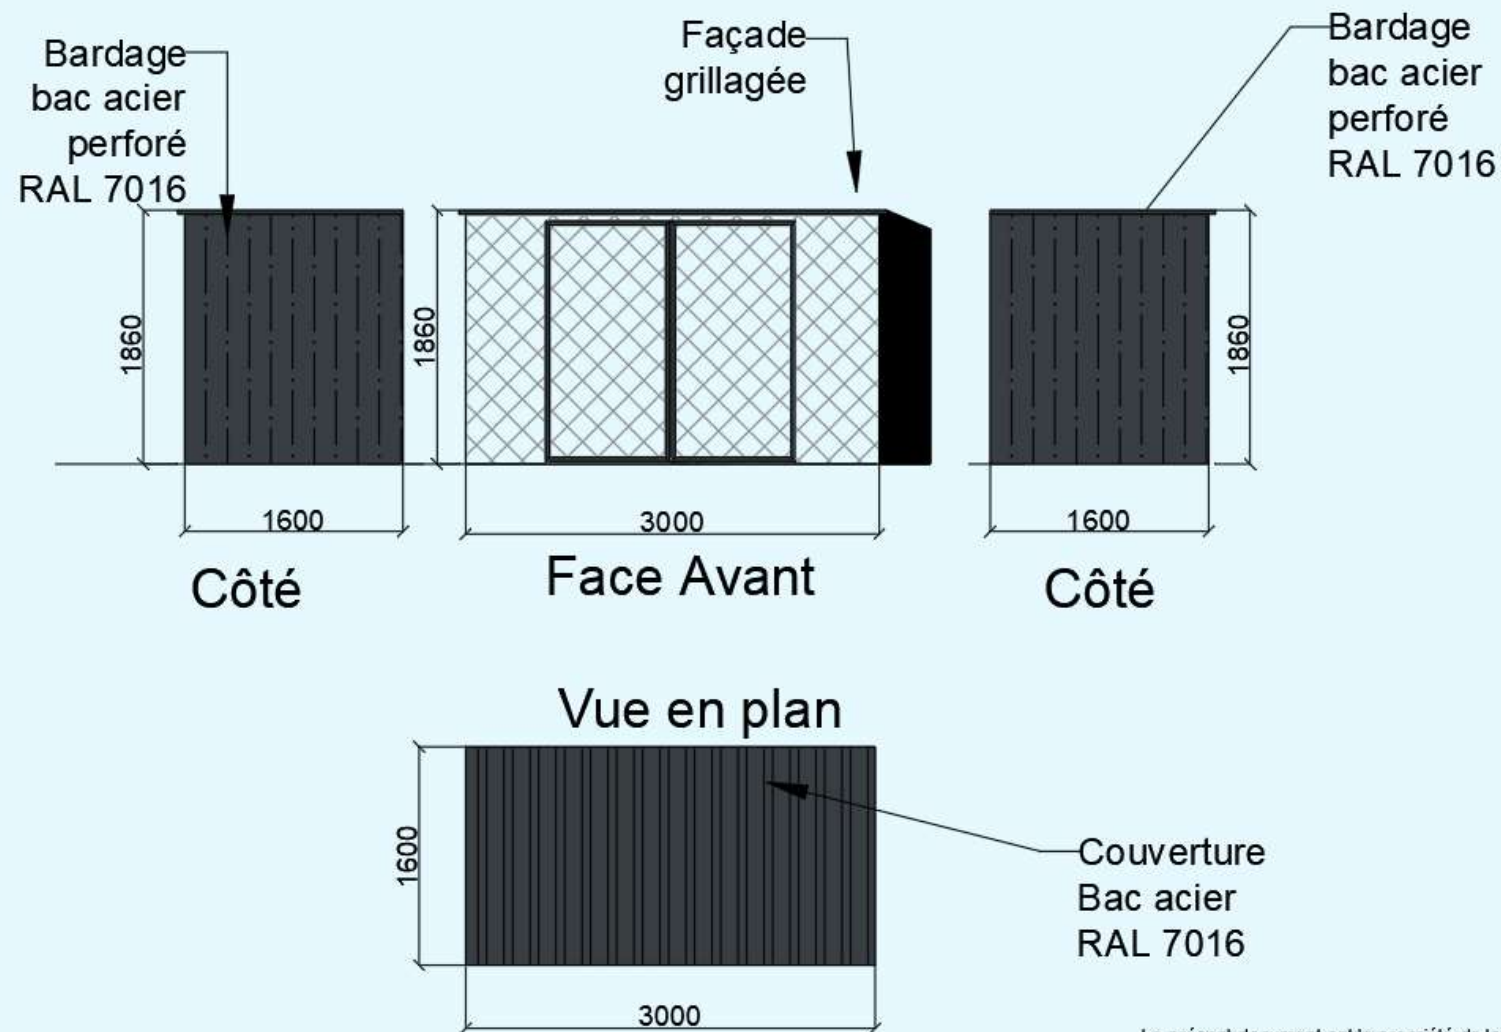 Bardage
bac acier
perforé
RAL 7016
Façade
grillagée
Bardage
bac acier
perforé
RAL 7016
1860
1860
1860
1600
3000
1600
Côté
Face Avant
Côté
Vue en plan
1600
Couverture
Bac acier
RAL 7016
3000